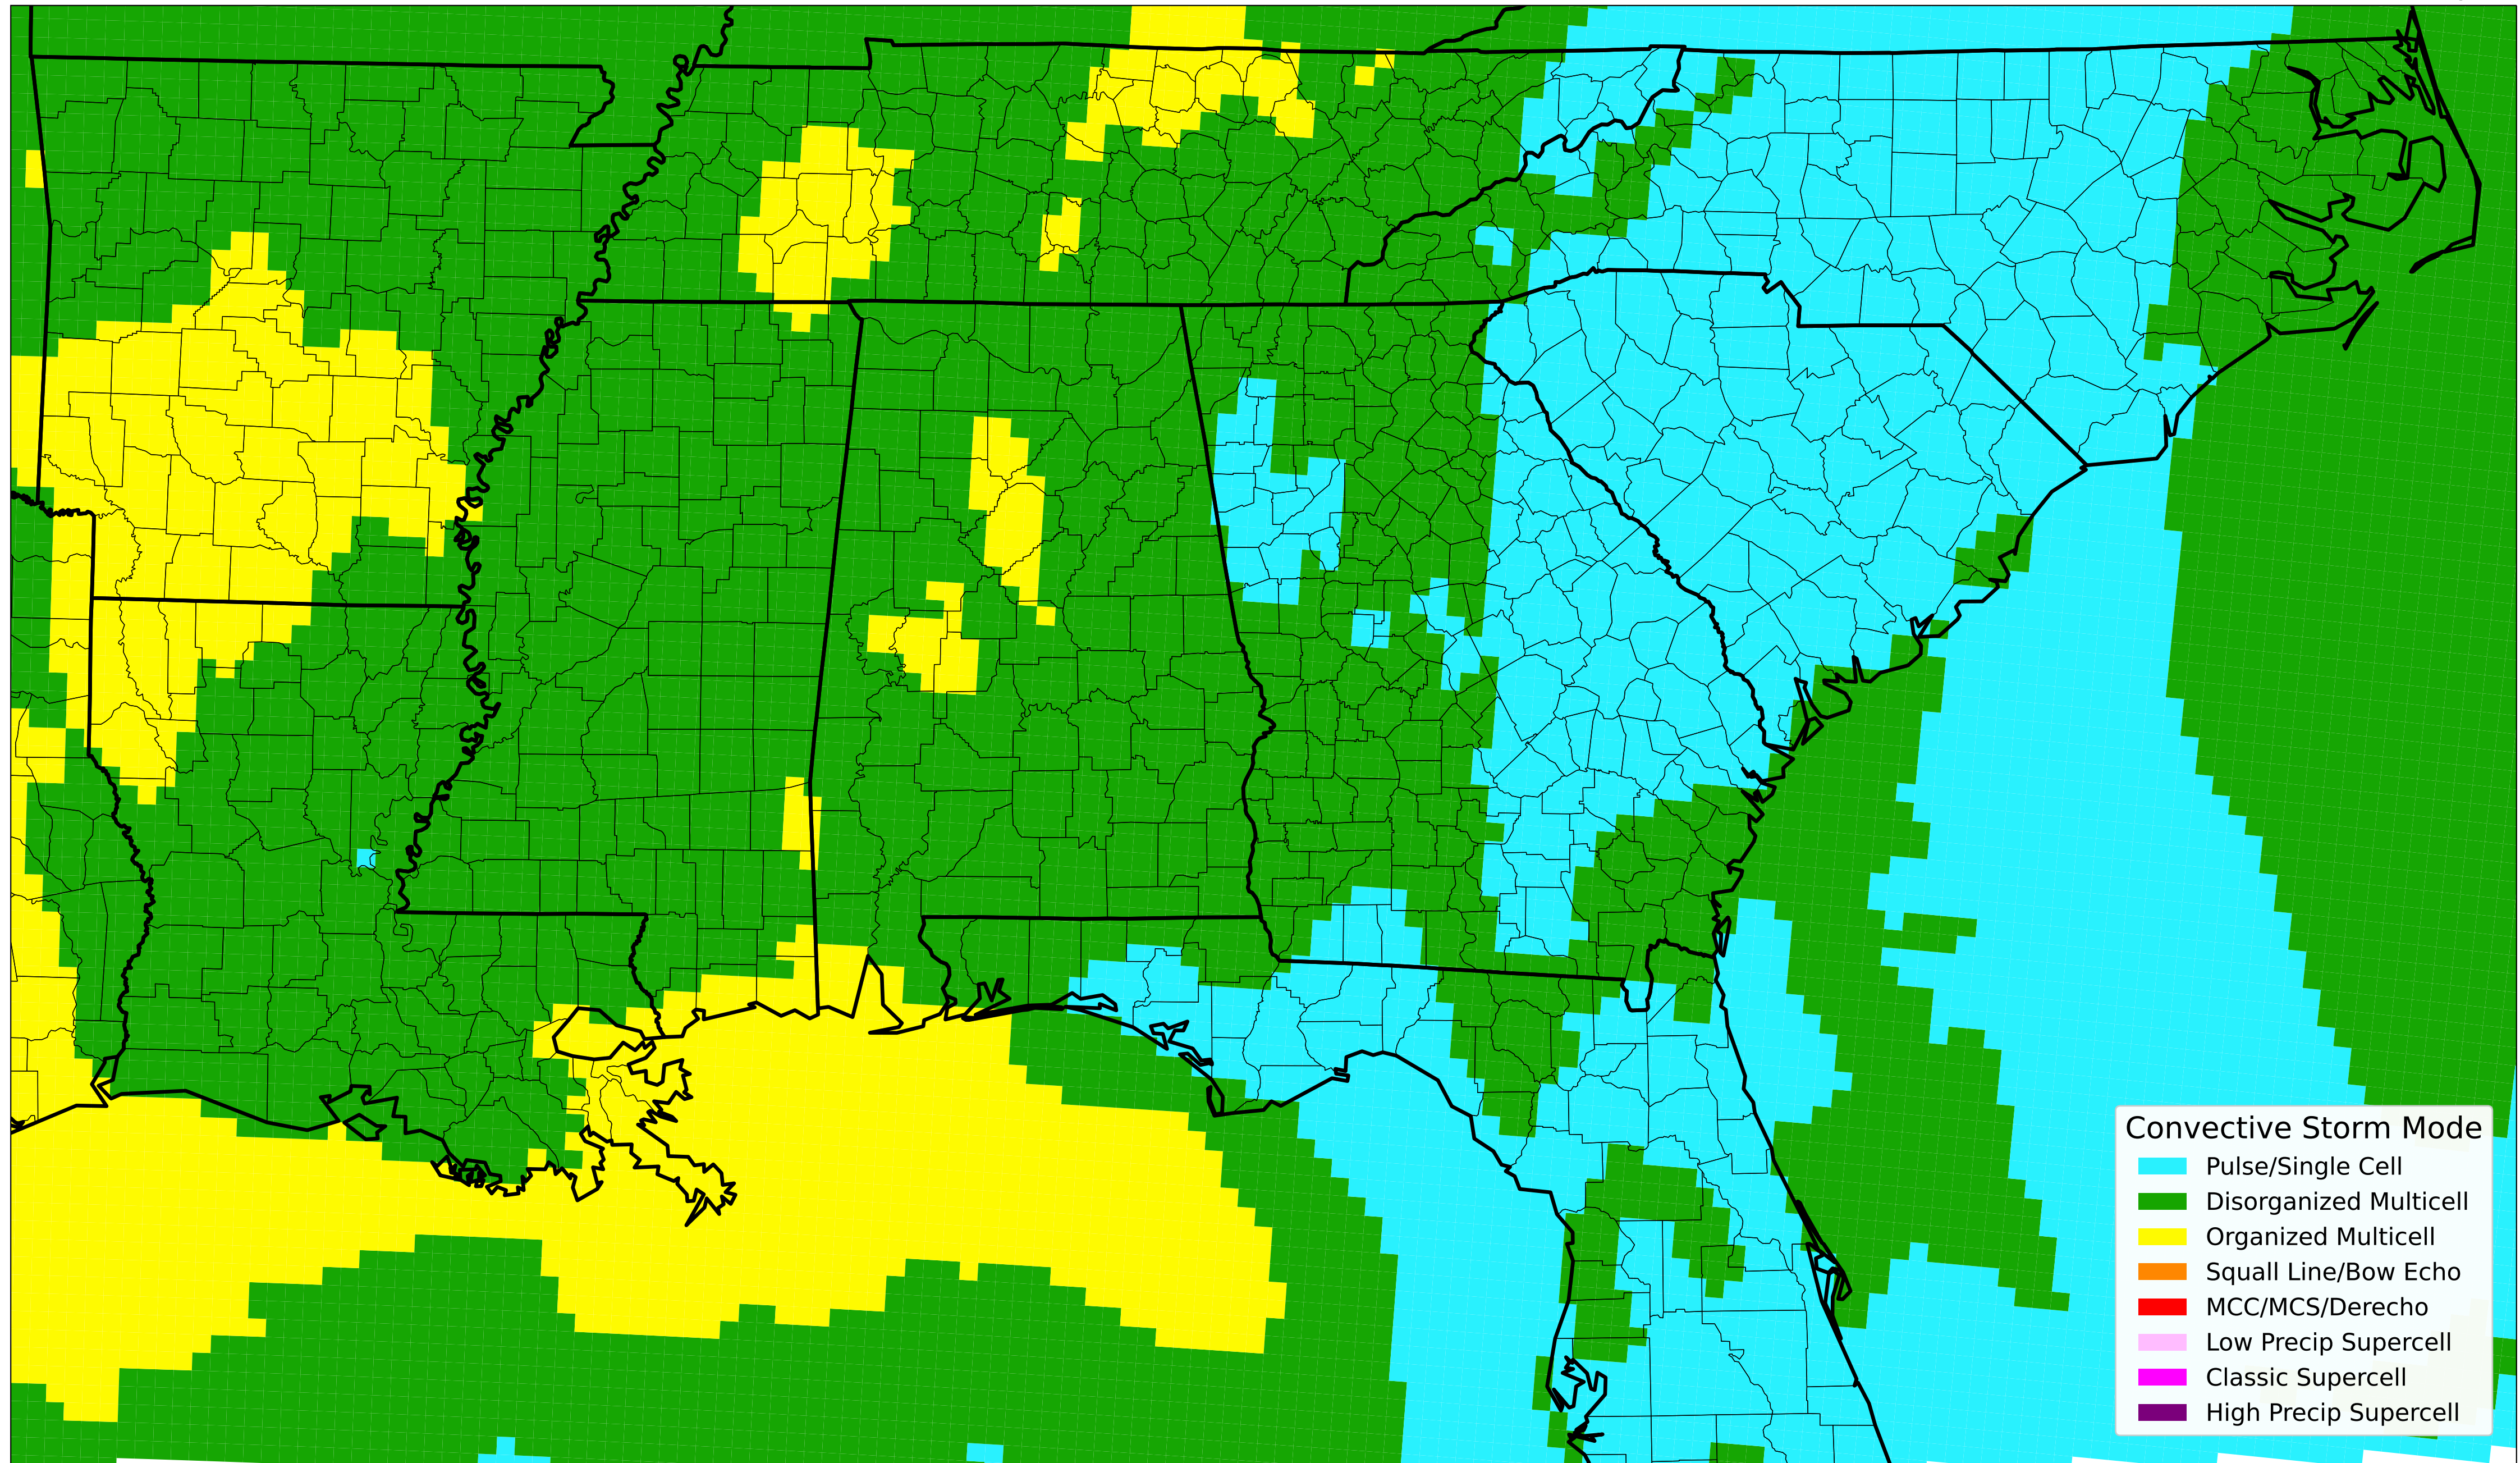 Convective Storm Mode
Pulse/Single Cell
Disorganized Multicell
Organized Multicell
Squall Line/Bow Echo
MCC/MCS/Derecho
Low Precip Supercell
Classic Supercell
High Precip Supercell